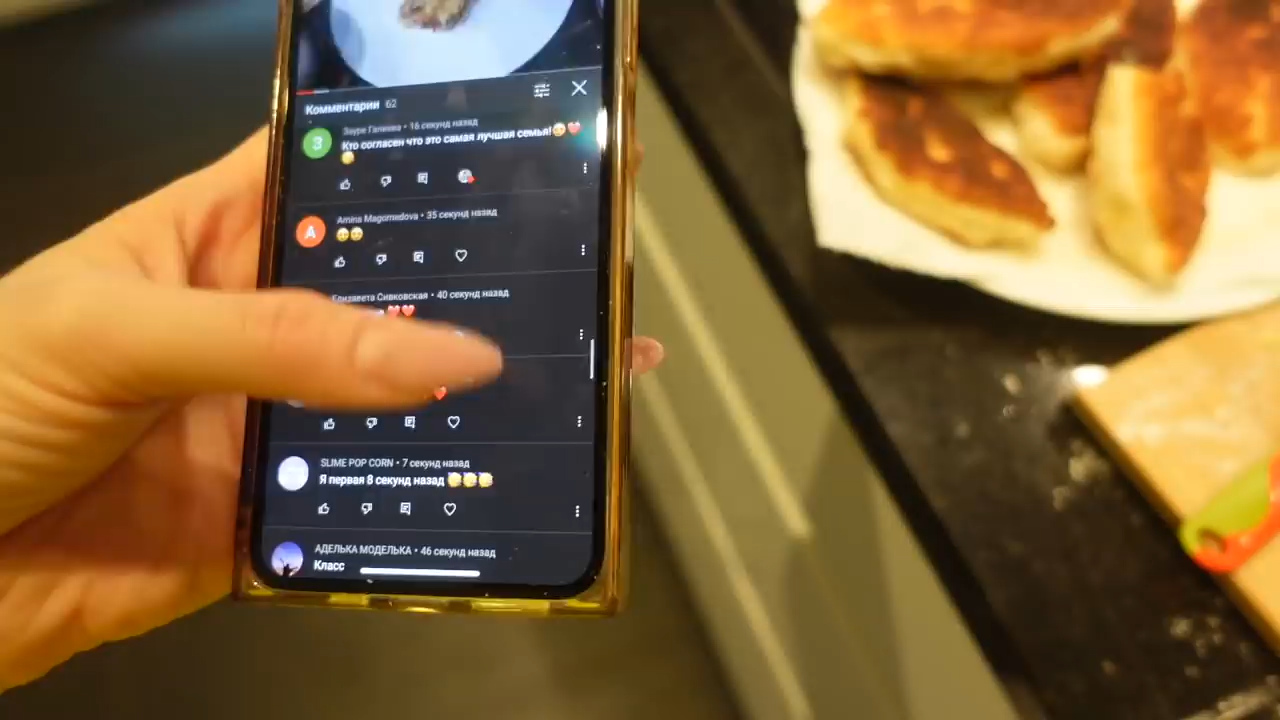 Комментарии 62
Зауре Галиева • 16 секунд назад
З
Кто согласен что это самая лучшая семья!
Amina Magomedova • 35 секунд назад
A
Елизавета Сивковская • 40 секунд назад
SLIME POP CORN • 7 секунд назад
Я первая 8 секунд назад
АДЕЛЬКА МОДЕЛЬКА • 46 секунд назад
Класс